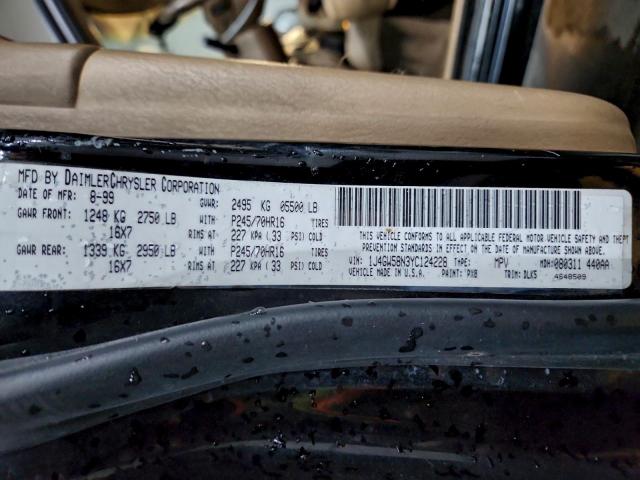 MFD BY DAIMLERCHRYSLER CORPORATION
DATE OF MFR: 8-99 GVWR: 2495 KG 05500 LB
GAWR FRONT: 1248 KG 2750 LB WITH P245/70HR16 TIRES
16X7 RIMS AT 227 KPA ( 33 PSI) COLD
GAWR REAR: 1339 KG 2950 LB WITH P245/70HR16 TIRES
16X7 RIMS AT 227 KPA ( 33 PSI) COLD
THIS VEHICLE CONFORMS TO ALL APPLICABLE FEDERAL MOTOR VEHICLE SAFETY AND THEFT
PREVENTION STANDARDS IN EFFECT ON THE DATE OF MANUFACTURE SHOWN ABOVE.
VIN: 1J4GW58N3YC124228 TYPE: MPV MDH: 080311 440AA
VEHICLE MADE IN U.S.A. PAINT: PX8 TRIM: DLK5 4648509